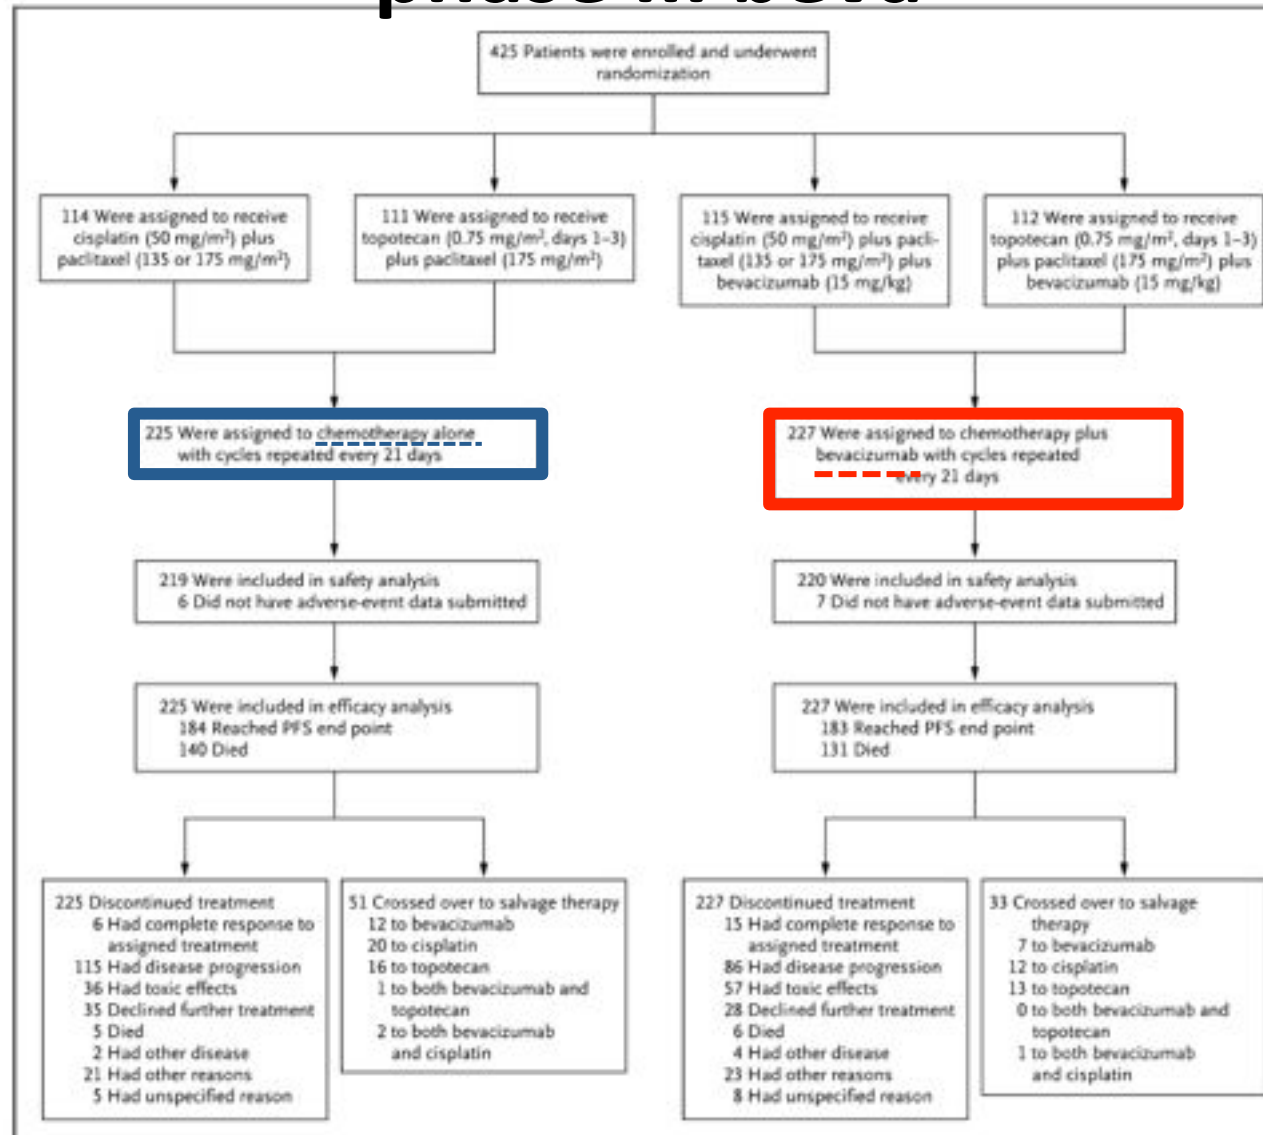 phase III beva
425 Patients were enrolled and underwent
randomization
114 Were assigned to receive
cisplatin (50 mg/m²) plus
paclitaxel (135 or 175 mg/m²)
111 Were assigned to receive
topotecan (0.75 mg/m², days 1–3)
plus paclitaxel (175 mg/m²)
115 Were assigned to receive
cisplatin (50 mg/m²) plus pacli-
taxel (135 or 175 mg/m²) plus
bevacizumab (15 mg/kg)
112 Were assigned to receive
topotecan (0.75 mg/m², days 1–3)
plus paclitaxel (175 mg/m²) plus
bevacizumab (15 mg/kg)
225 Were assigned to chemotherapy alone
with cycles repeated every 21 days
227 Were assigned to chemotherapy plus
bevacizumab with cycles repeated
every 21 days
219 Were included in safety analysis
6 Did not have adverse-event data submitted
220 Were included in safety analysis
7 Did not have adverse-event data submitted
225 Were included in efficacy analysis
184 Reached PFS end point
140 Died
227 Were included in efficacy analysis
183 Reached PFS end point
131 Died
225 Discontinued treatment
6 Had complete response to
assigned treatment
115 Had disease progression
36 Had toxic effects
35 Declined further treatment
5 Died
2 Had other disease
21 Had other reasons
5 Had unspecified reason
51 Crossed over to salvage therapy
12 to bevacizumab
20 to cisplatin
16 to topotecan
1 to both bevacizumab and
topotecan
2 to both bevacizumab
and cisplatin
227 Discontinued treatment
15 Had complete response to
assigned treatment
86 Had disease progression
57 Had toxic effects
28 Declined further treatment
6 Died
4 Had other disease
23 Had other reasons
8 Had unspecified reason
33 Crossed over to salvage
therapy
7 to bevacizumab
12 to cisplatin
13 to topotecan
0 to both bevacizumab and
topotecan
1 to both bevacizumab
and cisplatin